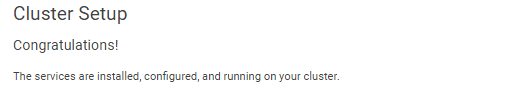 Cluster Setup
Congratulations!
The services are installed, configured, and running on your cluster.